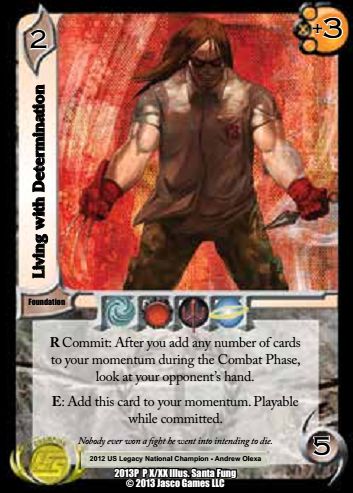 2
+3
Living with Determination
Foundation
R Commit: After you add any number of cards
to your momentum during the Combat Phase,
look at your opponent's hand.
E: Add this card to your momentum. Playable
while committed.
Nobody ever won a fight he went into intending to die.
2012 US Legacy National Champion - Andrew Olexa
5
2013P P X/XX Illus. Santa Fung
© 2013 Jasco Games LLC